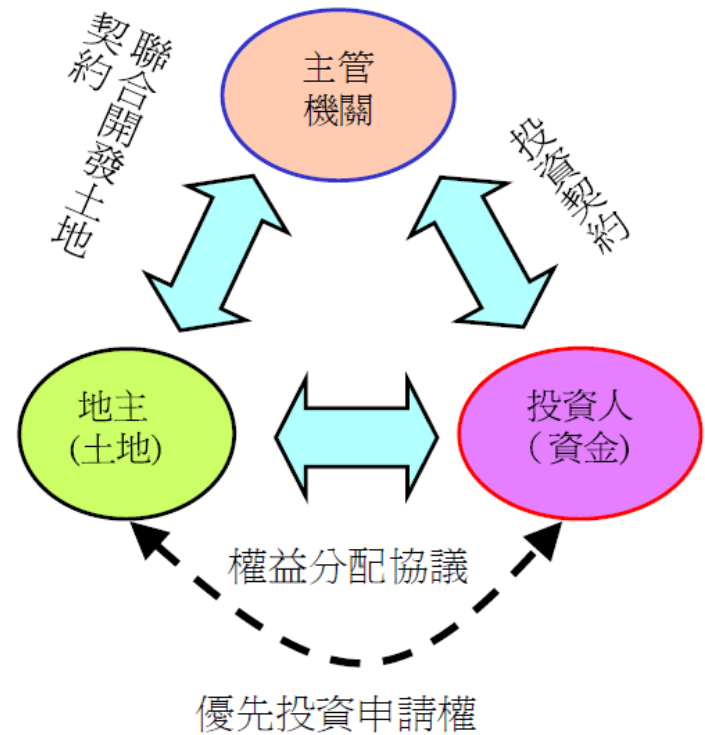 聯合開發土地
契約
主管
機關
投資契約
地主
(土地)
投資人
（資金)
權益分配協議
優先投資申請權